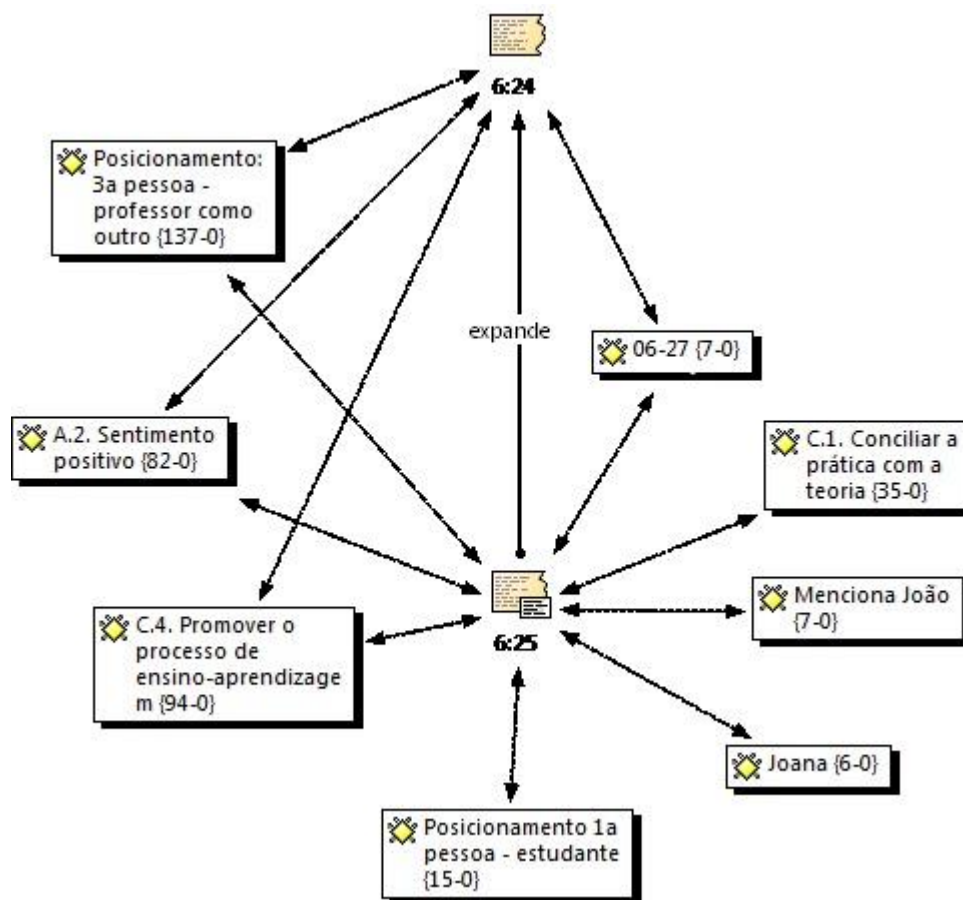 6:24
Posicionamento:
3a pessoa -
professor como
outro {137-0}
expande
06-27 {7-0}
A.2. Sentimento
positivo {82-0}
C.1. Conciliar a
prática com a
teoria {35-0}
C.4. Promover o
processo de
ensino-aprendizage
m {94-0}
6:25
Menciona João
{7-0}
Joana {6-0}
Posicionamento 1a
pessoa - estudante
{15-0}